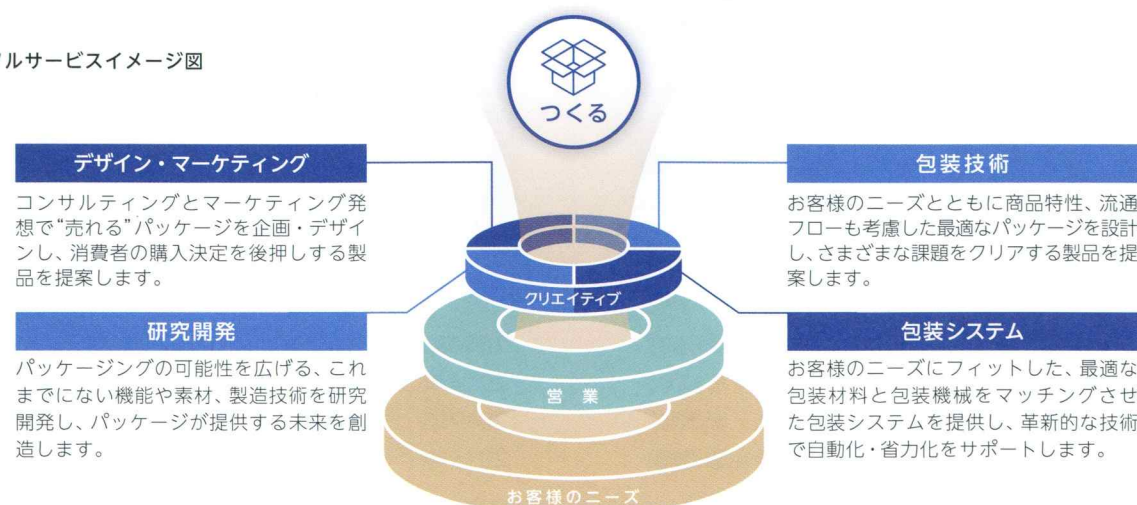 ルサービスイメージ図
つくる
デザイン・マーケティング
コンサルティングとマーケティング発
想で“売れる”パッケージを企画・デザイ
ンし、消費者の購入決定を後押しする製
品を提案します。
包装技術
お客様のニーズとともに商品特性、流通
フローも考慮した最適なパッケージを設計
し、さまざまな課題をクリアする製品を提
案します。
クリエイティブ
研究開発
パッケージングの可能性を広げる、これ
までにない機能や素材、製造技術を研究
開発し、パッケージが提供する未来を創
造します。
包装システム
お客様のニーズにフィットした、最適な
包装材料と包装機械をマッチングさせ
た包装システムを提供し、革新的な技術
で自動化・省力化をサポートします。
営業
お客様のニーズ